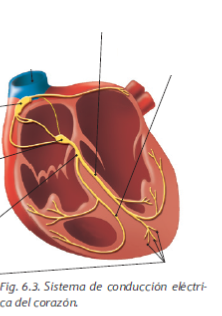 Fig. 6.3. Sistema de conducción eléctri-
ca del corazón.